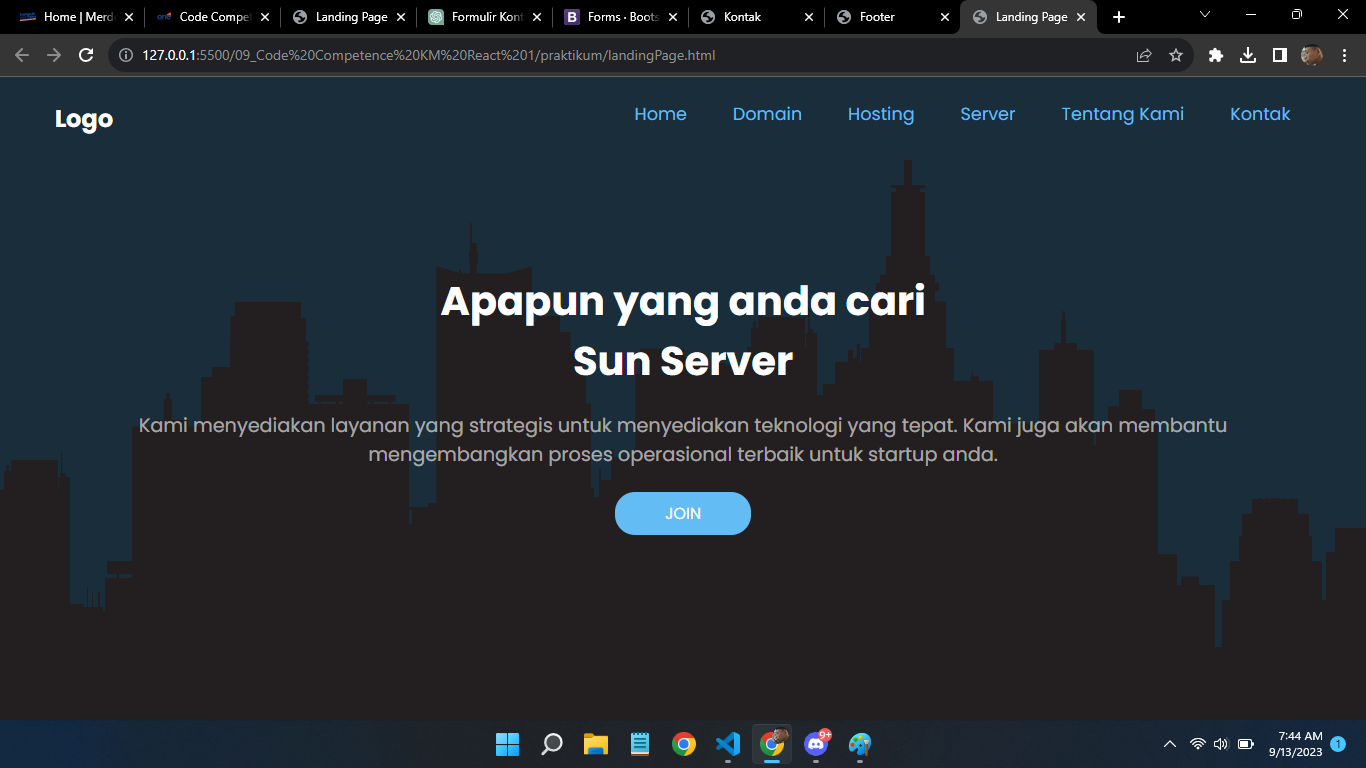 Home | Merd
Code Compet
Landing Page
Formulir Kont
Forms · Boots
Kontak
Footer
Landing Page
127.0.0.1:5500/09_Code%20Competence%20KM%20React%201/praktikum/landingPage.html
Logo
Home
Domain
Hosting
Server
Tentang Kami
Kontak
Apapun yang anda cari
Sun Server
Kami menyediakan layanan yang strategis untuk menyediakan teknologi yang tepat. Kami juga akan membantu
mengembangkan proses operasional terbaik untuk startup anda.
JOIN
9+
7:44 AM
9/13/2023
1